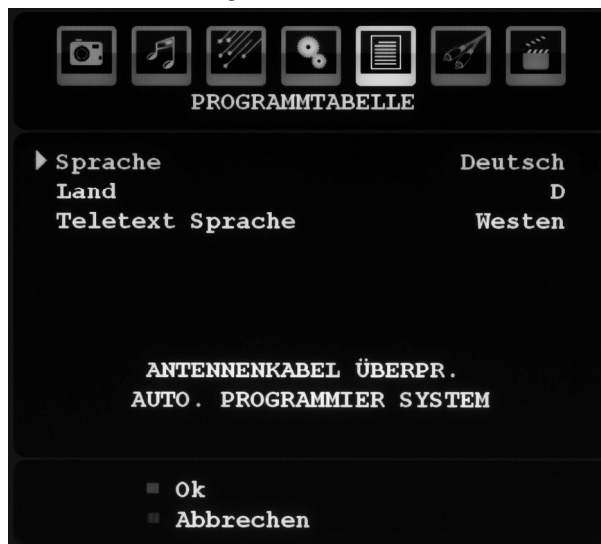 PROGRAMMTABELLE
Sprache Deutsch
Land D
Teletext Sprache Westen
ANTENNENKABEL ÜBERPR.
AUTO. PROGRAMMIER SYSTEM
Ok
Abbrechen